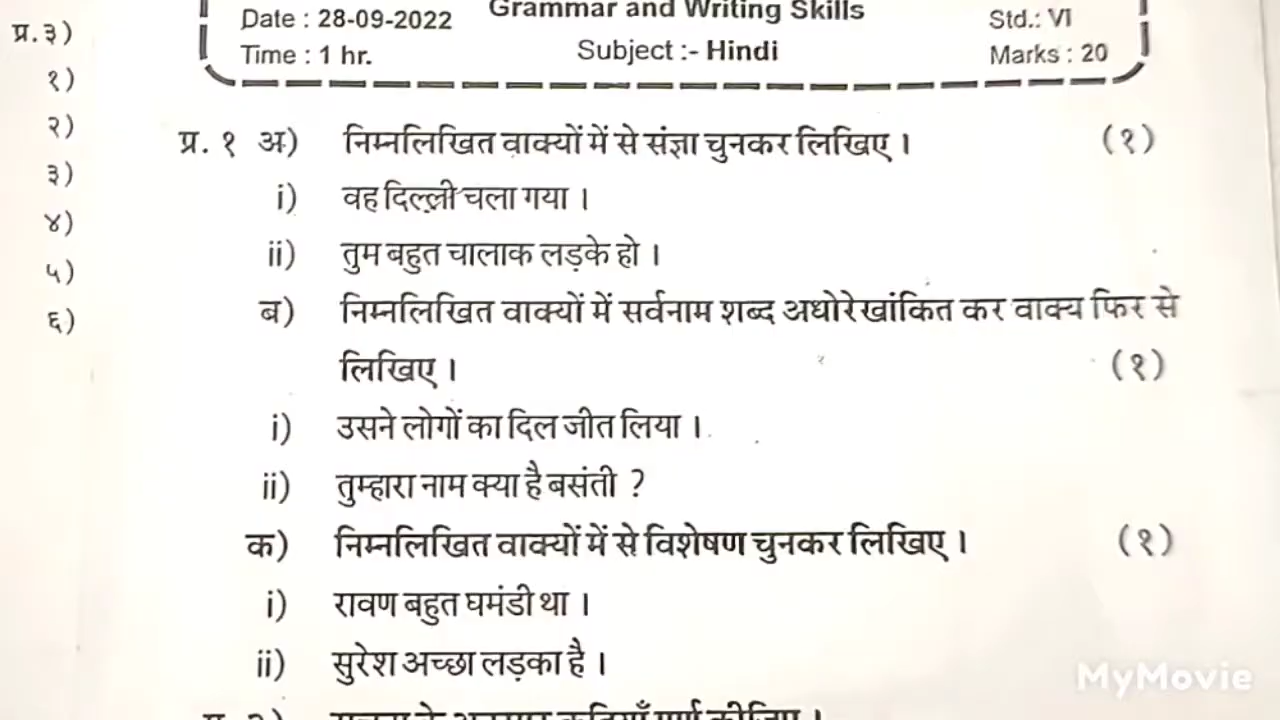 प्र.३)
१)
२)
३)
४)
५)
६)
Grammar and Writing Skills
Date : 28-09-2022
Std.: VI
Time : 1 hr.
Subject :- Hindi
Marks : 20
प्र. १ अ) निम्नलिखित वाक्यों में से संज्ञा चुनकर लिखिए । (१)
i) वह दिल्ली चला गया ।
ii) तुम बहुत चालाक लड़के हो ।
ब) निम्नलिखित वाक्यों में सर्वनाम शब्द अधोरेखांकित कर वाक्य फिर से
लिखिए । (१)
i) उसने लोगों का दिल जीत लिया ।
ii) तुम्हारा नाम क्या है बसंती ?
क) निम्नलिखित वाक्यों में से विशेषण चुनकर लिखिए । (१)
i) रावण बहुत घमंडी था ।
ii) सुरेश अच्छा लड़का है ।
MyMovie